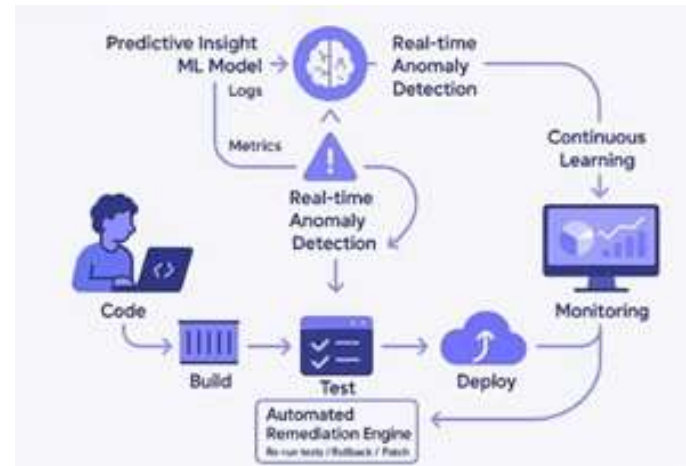 Predictive Insight
ML Model
Logs
Metrics
Real-time
Anomaly
Detection
Continuous
Learning
Real-time
Anomaly
Detection
Code
Build
Test
Deploy
Monitoring
Automated
Remediation Engine
Re-run tests / Rollback / Patch